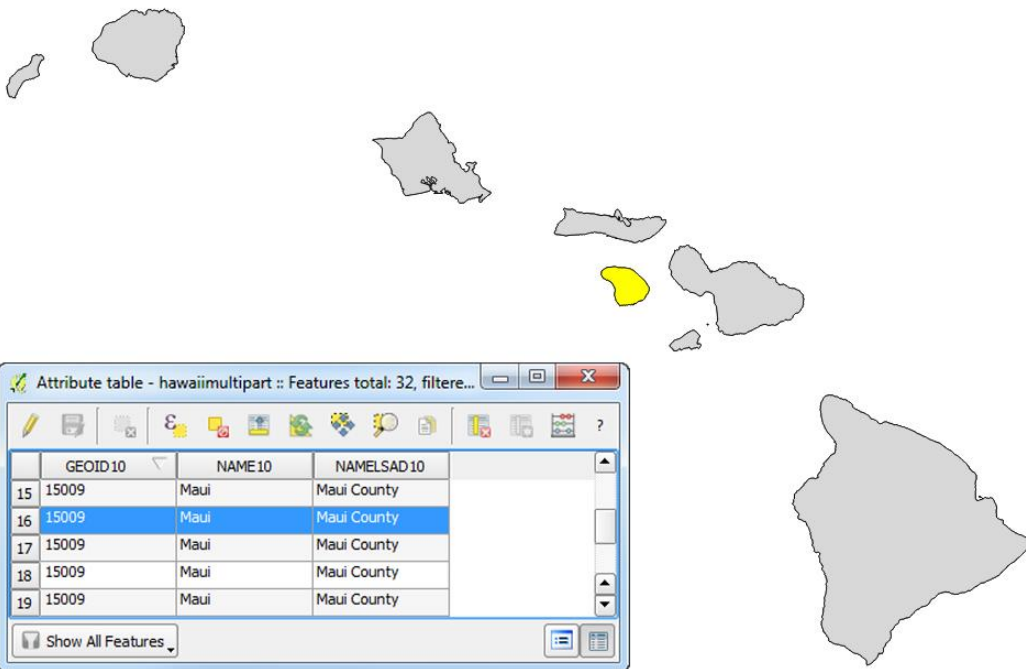 Attribute table - hawaiimultipart :: Features total: 32, filtere...
ε
?
GEOID10 NAME10 NAMELSAD10
15 15009 Maui Maui County
16 15009 Maui Maui County
17 15009 Maui Maui County
18 15009 Maui Maui County
19 15009 Maui Maui County
Show All Features